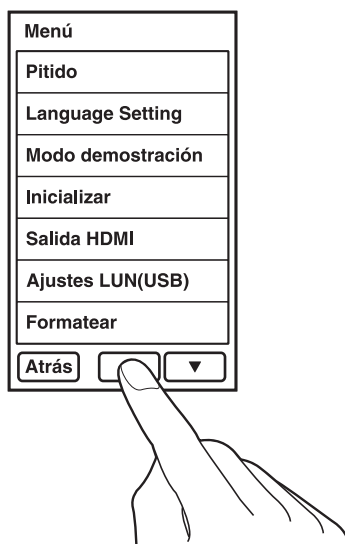 Menú
Pitido
Language Setting
Modo demostración
Inicializar
Salida HDMI
Ajustes LUN(USB)
Formatear
Atrás ▼